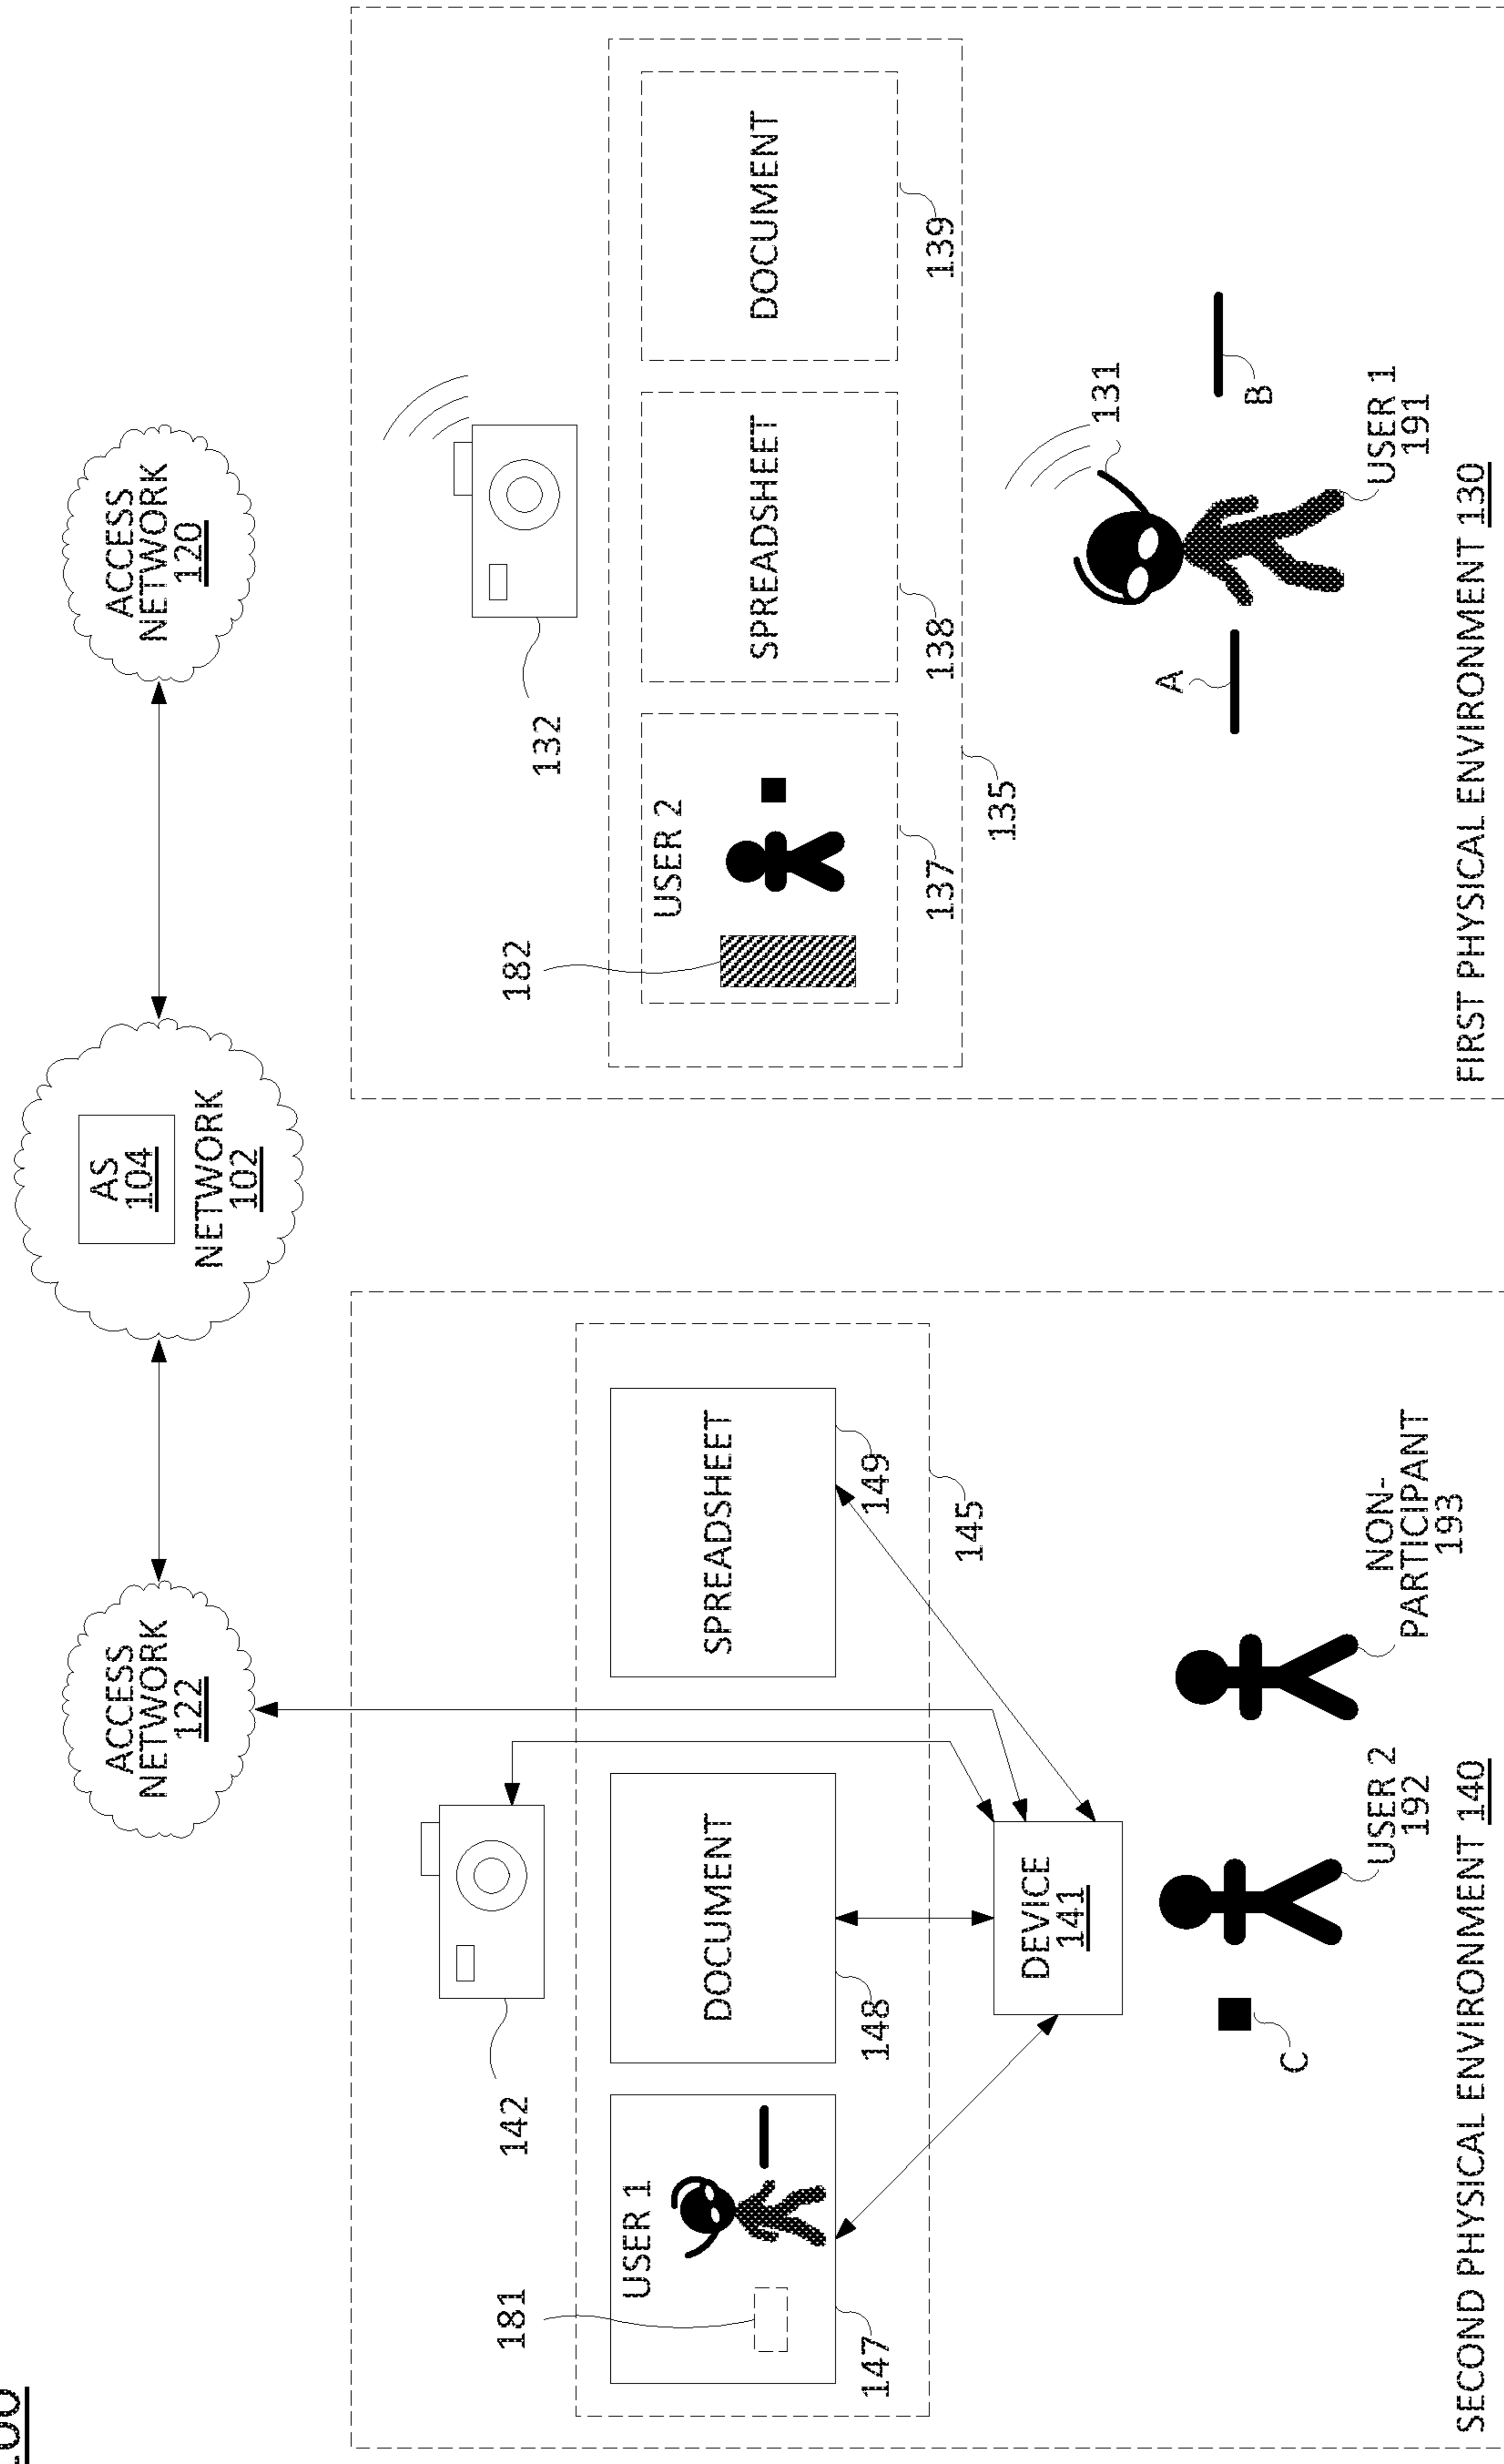 ACCESS
NETWORK
122
AS
104
NETWORK
102
ACCESS
NETWORK
120
142
181
USER 1
DOCUMENT
SPREADSHEET
147
148
149
145
DEVICE
141
C
USER 2
192
NON-
PARTICIPANT
193
SECOND PHYSICAL ENVIRONMENT 140
132
182
USER 2
SPREADSHEET
DOCUMENT
137
138
139
135
131
A
B
USER 1
191
FIRST PHYSICAL ENVIRONMENT 130